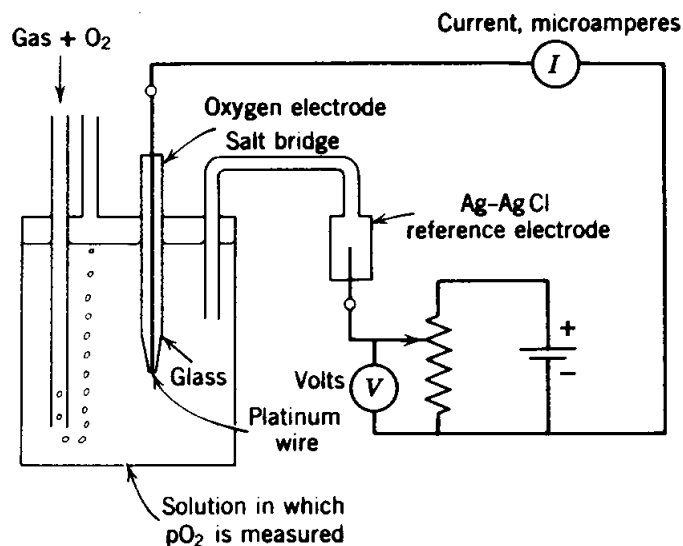 Current, microamperes
Gas + O₂
I
Oxygen electrode
Salt bridge
Ag–AgCl
reference electrode
+
−
Glass
Volts
V
Platinum
wire
Solution in which
pO₂ is measured